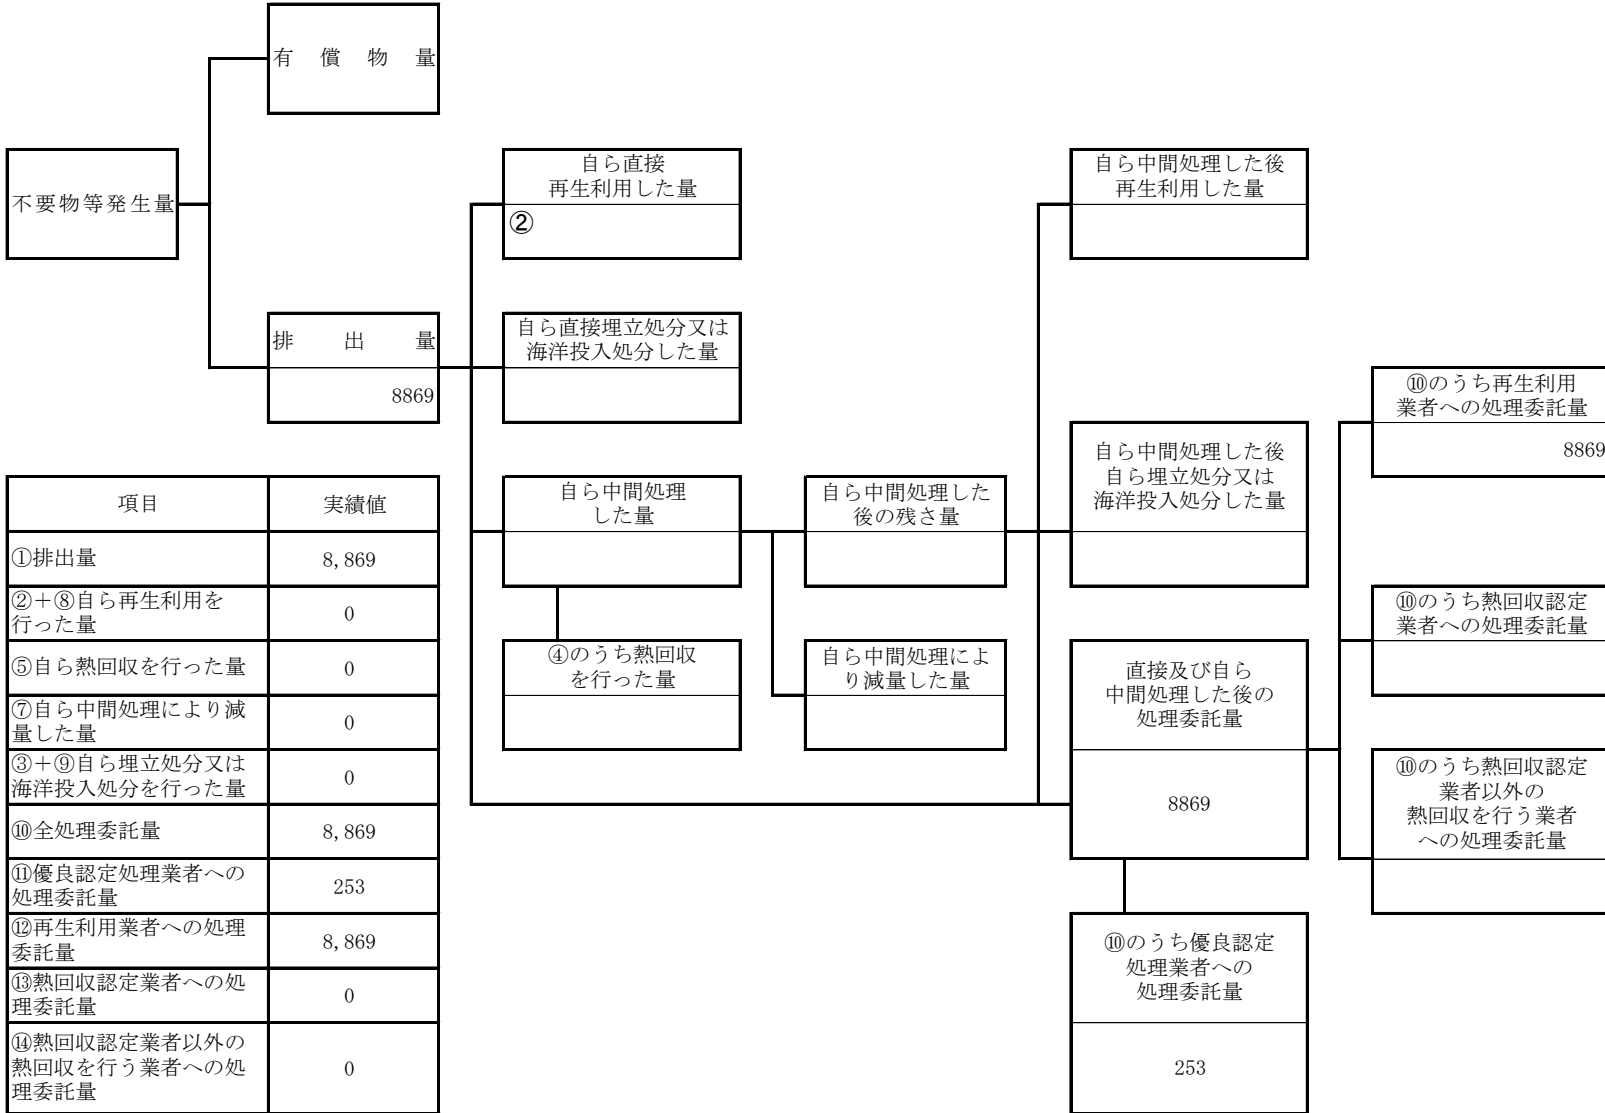 有償物量
不要物等発生量
自ら直接
再生利用した量
②
自ら中間処理した後
再生利用した量
排出量
8869
自ら直接埋立処分又は
海洋投入処分した量
⑩のうち再生利用
業者への処理委託量
8869
自ら中間処理した後
自ら埋立処分又は
海洋投入処分した量
自ら中間処理
した量
自ら中間処理した
後の残さ量
④のうち熱回収
を行った量
自ら中間処理によ
り減量した量
直接及び自ら
中間処理した後の
処理委託量
8869
⑩のうち熱回収認定
業者への処理委託量
⑩のうち熱回収認定
業者以外の
熱回収を行う業者
への処理委託量
⑩のうち優良認定
処理業者への
処理委託量
253
項目 実績値
①排出量 8,869
②+⑧自ら再生利用を
行った量 0
⑤自ら熱回収を行った量 0
⑦自ら中間処理により減
量した量 0
③+⑨自ら埋立処分又は
海洋投入処分を行った量 0
⑩全処理委託量 8,869
⑪優良認定処理業者への
処理委託量 253
⑫再生利用業者への処理
委託量 8,869
⑬熱回収認定業者への処
理委託量 0
⑭熱回収認定業者以外の
熱回収を行う業者への処
理委託量 0